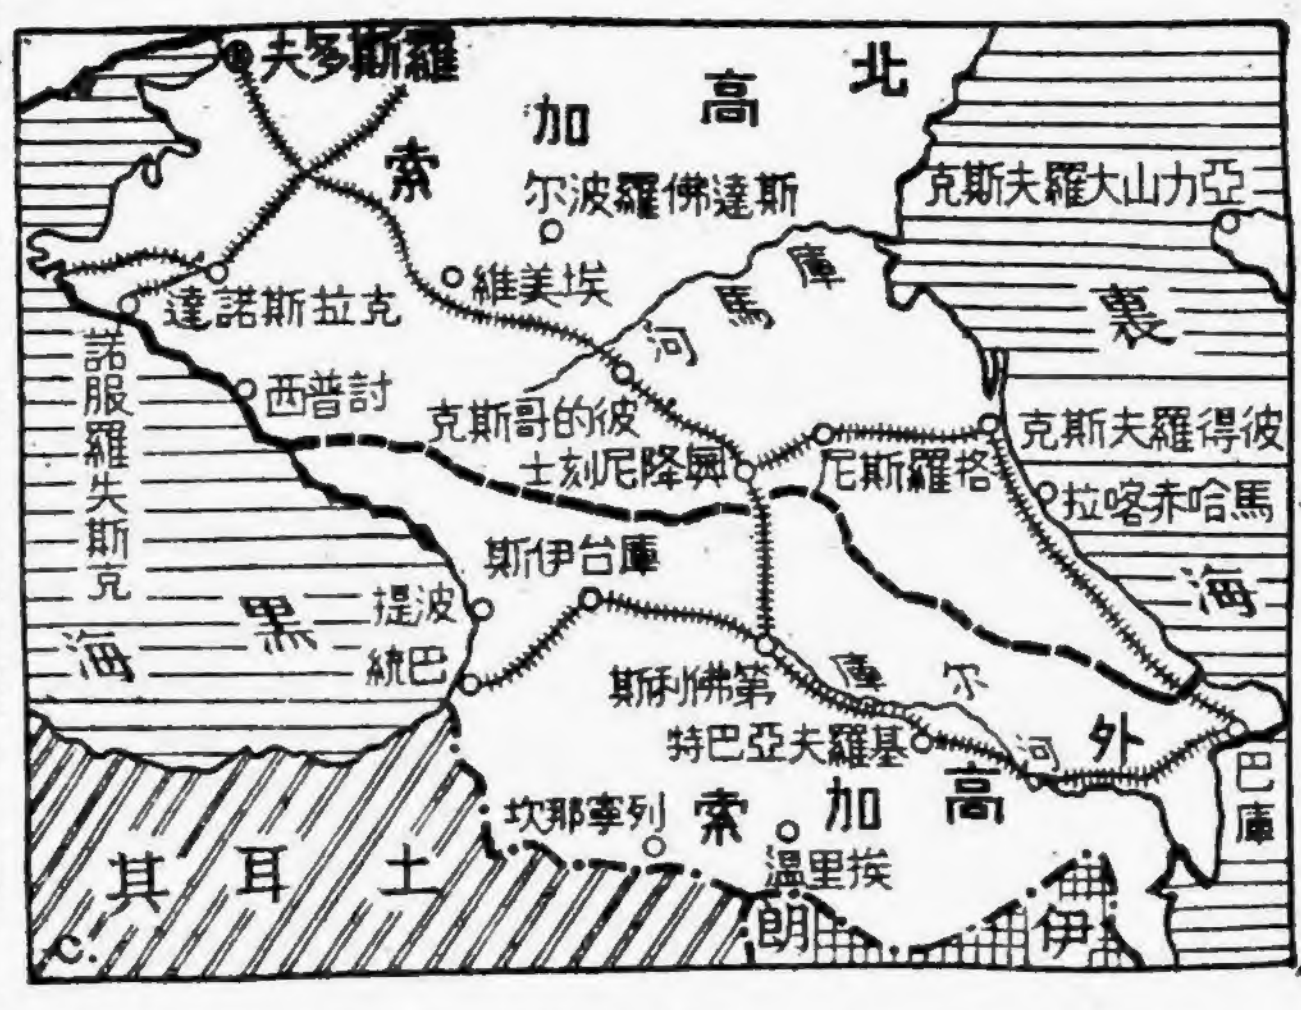 羅斯多夫
北高加索
斯達佛羅波尔
亞力山大羅夫斯克
埃美維
庫馬河
裏海
克拉斯諾達
諾服羅失斯克
討普西
彼的哥斯克
奧降尼刻士
格羅斯尼
彼得羅夫斯克
馬哈赤喀拉
庫台伊斯
波提
巴統
黑海
第佛利斯
庫尔河
基羅夫亞巴特
外高加索
巴庫
列寧那坎
埃里溫
土耳其
伊朗
C.